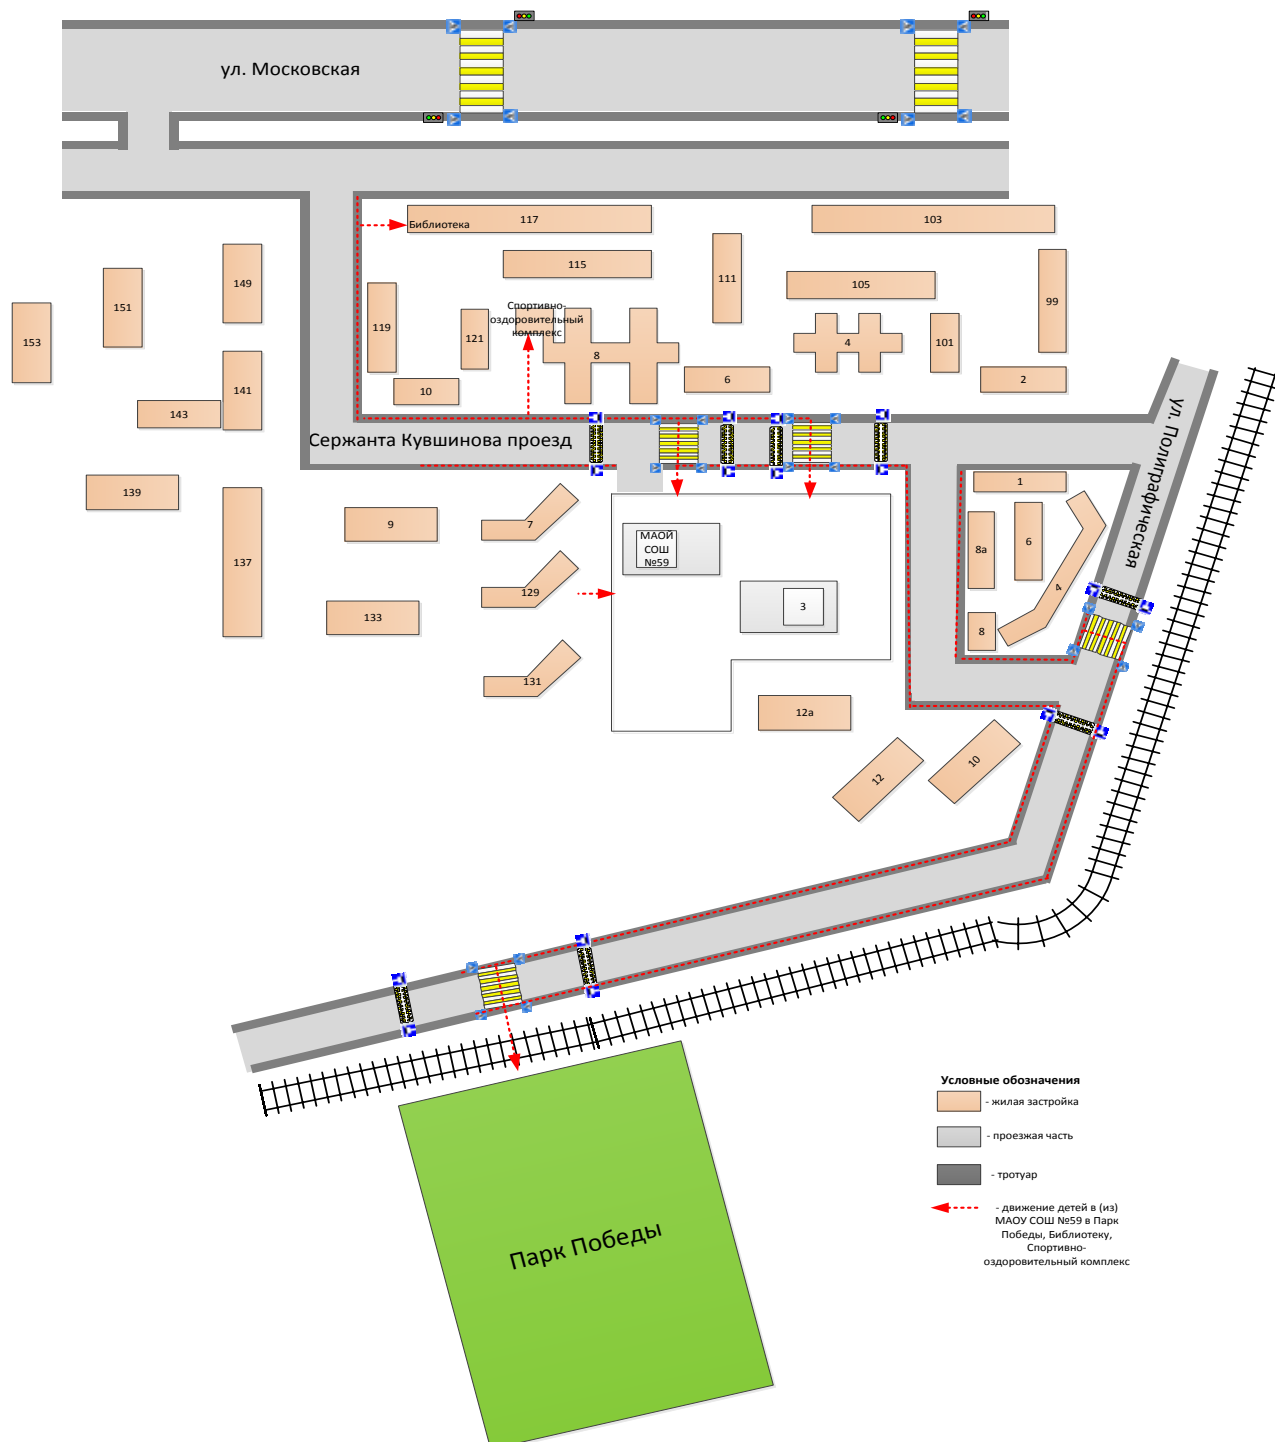 ул. Московская
117
103
Библиотека
115
111
105
99
149
151
153
119
121
Спортивно-
оздоровительный
комплекс
8
4
101
6
2
10
141
143
Сержанта Кувшинова проезд
ул. Полиграфическая
139
137
9
7
1
8а
6
4
8
МАОЙ
СОШ
№59
129
3
133
131
12а
12
10
Парк Победы
Условные обозначения
- жилая застройка
- проезжая часть
- тротуар
- движение детей в (из)
МАОУ СОШ №59 в Парк
Победы, Библиотеку,
Спортивно-
оздоровительный комплекс